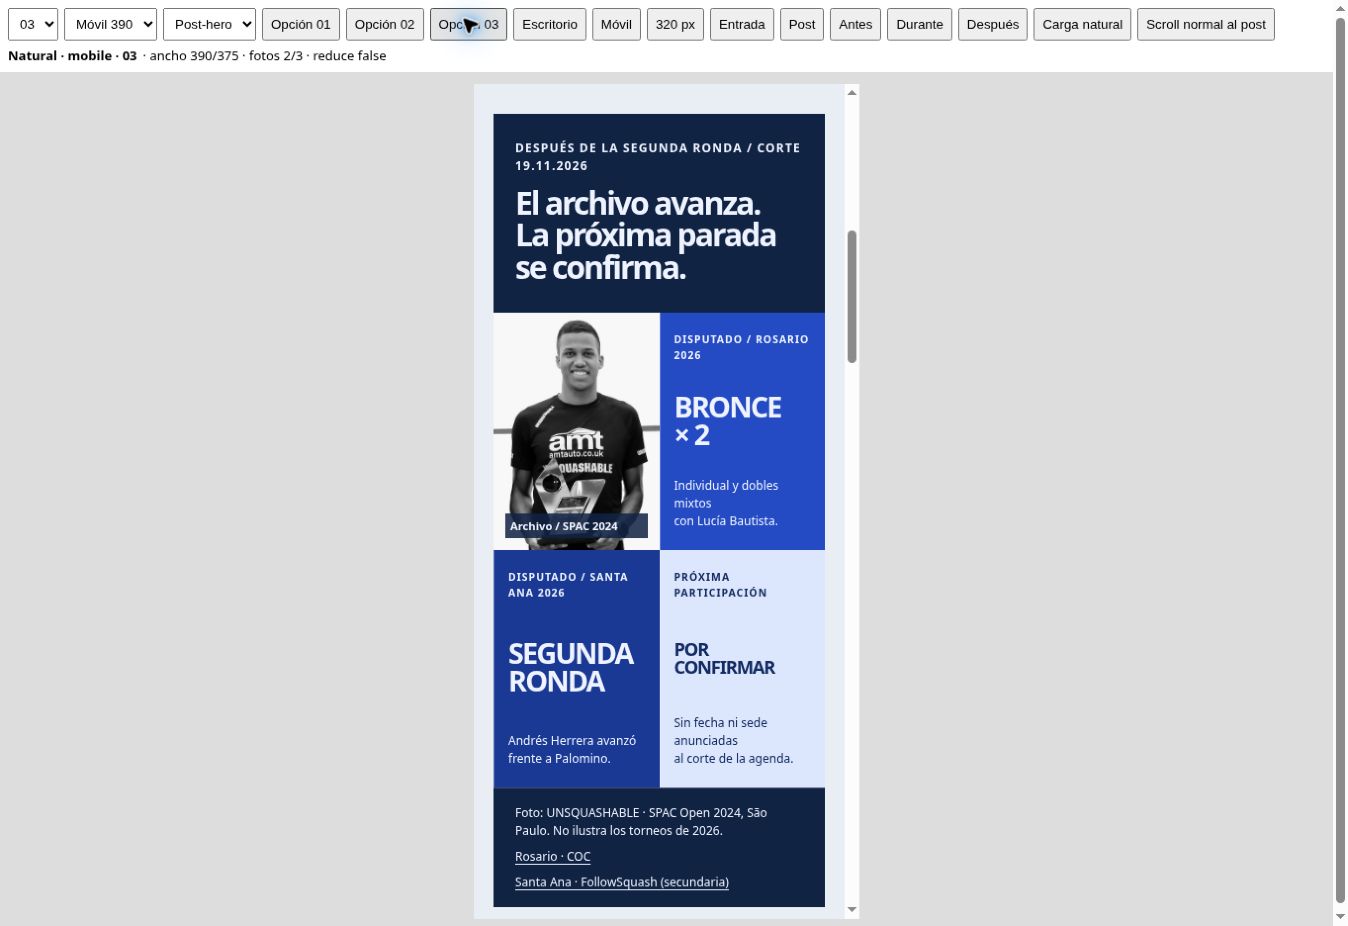 03 Móvil 390 Post-hero Opción 01 Opción 02 03 Escritorio Móvil 320 px Entrada Post Antes Durante Después Carga natural Scroll normal al post
Natural · mobile · 03 · ancho 390/375 · fotos 2/3 · reduce false
DESPUÉS DE LA SEGUNDA RONDA / CORTE
19.11.2026
El archivo avanza.
La próxima parada
se confirma.
amt
amtauto.co.uk
UNSQUASHABLE
Archivo / SPAC 2024
DISPUTADO / ROSARIO
2026
BRONCE
× 2
Individual y dobles
mixtos
con Lucía Bautista.
DISPUTADO / SANTA
ANA 2026
SEGUNDA
RONDA
Andrés Herrera avanzó
frente a Palomino.
PRÓXIMA
PARTICIPACIÓN
POR
CONFIRMAR
Sin fecha ni sede
anunciadas
al corte de la agenda.
Foto: UNSQUASHABLE · SPAC Open 2024, São
Paulo. No ilustra los torneos de 2026.
Rosario · COC
Santa Ana · FollowSquash (secundaria)